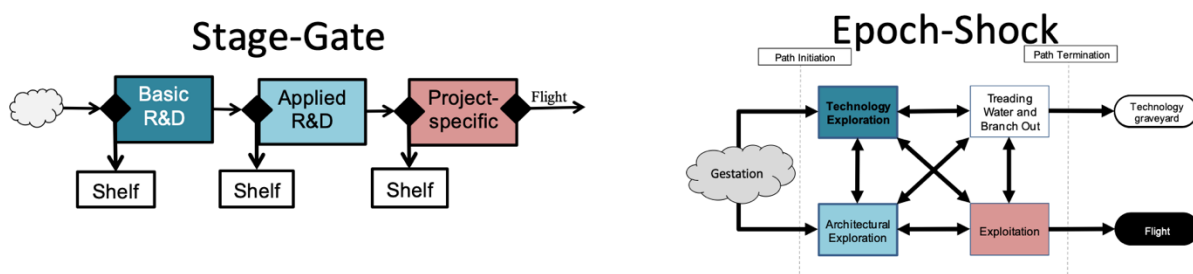 Stage-Gate
Basic
R&D
Applied
R&D
Project-
specific
Flight
Shelf
Shelf
Shelf
Epoch-Shock
Path Initiation
Path Termination
Technology
Exploration
Treading
Water and
Branch Out
Technology
graveyard
Gestation
Architectural
Exploration
Exploitation
Flight